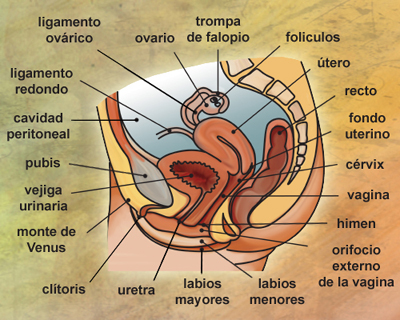 ligamento
ovárico
ovario
trompa
de falopio
foliculos
ligamento
redondo
útero
recto
cavidad
peritoneal
fondo
uterino
pubis
cérvix
vejiga
urinaria
vagina
monte de
Venus
himen
orifocio
externo
de la vagina
clítoris
uretra
labios
mayores
labios
menores